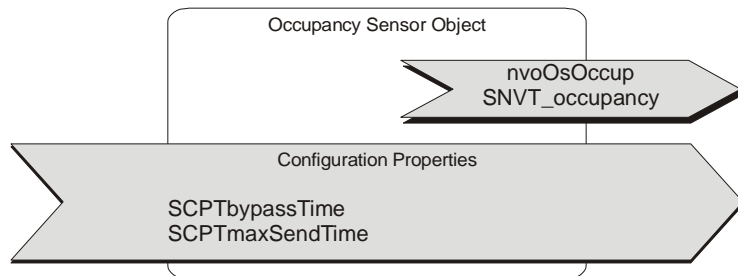 Occupancy Sensor Object
nvoOsOccup
SNVT_occupancy
Configuration Properties
SCPTbypassTime
SCPTmaxSendTime